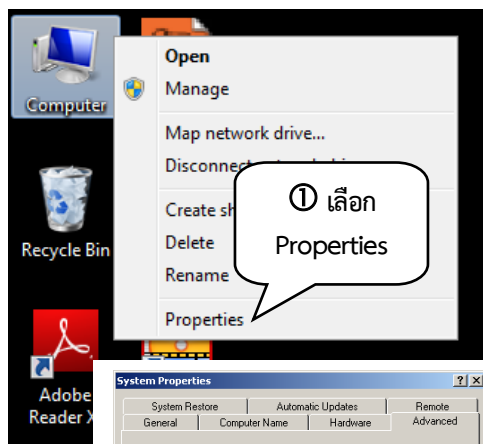 Open
Computer
Manage
Map network drive...
Disconnect
① เลือก
Properties
Create sh
Recycle Bin
Delete
Rename
Properties
Adobe
Reader X
System Properties
System Restore Automatic Updates Remote
General Computer Name Hardware Advanced